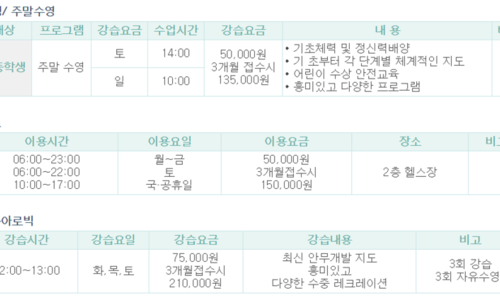 / 주말수영
대상 프로그램 강습요일 수업시간 강습요금 내 용
등학생 주말 수영 토 14:00 50,000원
3개월 접수시
135,000원
일 10:00
• 기초체력 및 정신력배양
• 기 초부터 각 단계별 체계적인 지도
• 어린이 수상 안전교육
• 흥미있고 다양한 프로그램
이용시간 이용요일 이용요금 장소 비고
06:00~23:00 월~금 50,000원
06:00~22:00 토 3개월접수시 2층 헬스장
10:00~17:00 국·공휴일 150,000원
아로빅
강습시간 강습요일 강습요금 강습내용 비고
2:00~13:00 화,목,토 75,000원
3개월접수시
210,000원
최신 안무개발 지도
흥미있고
다양한 수중 레크레이션
3회 강습
3회 자유수영